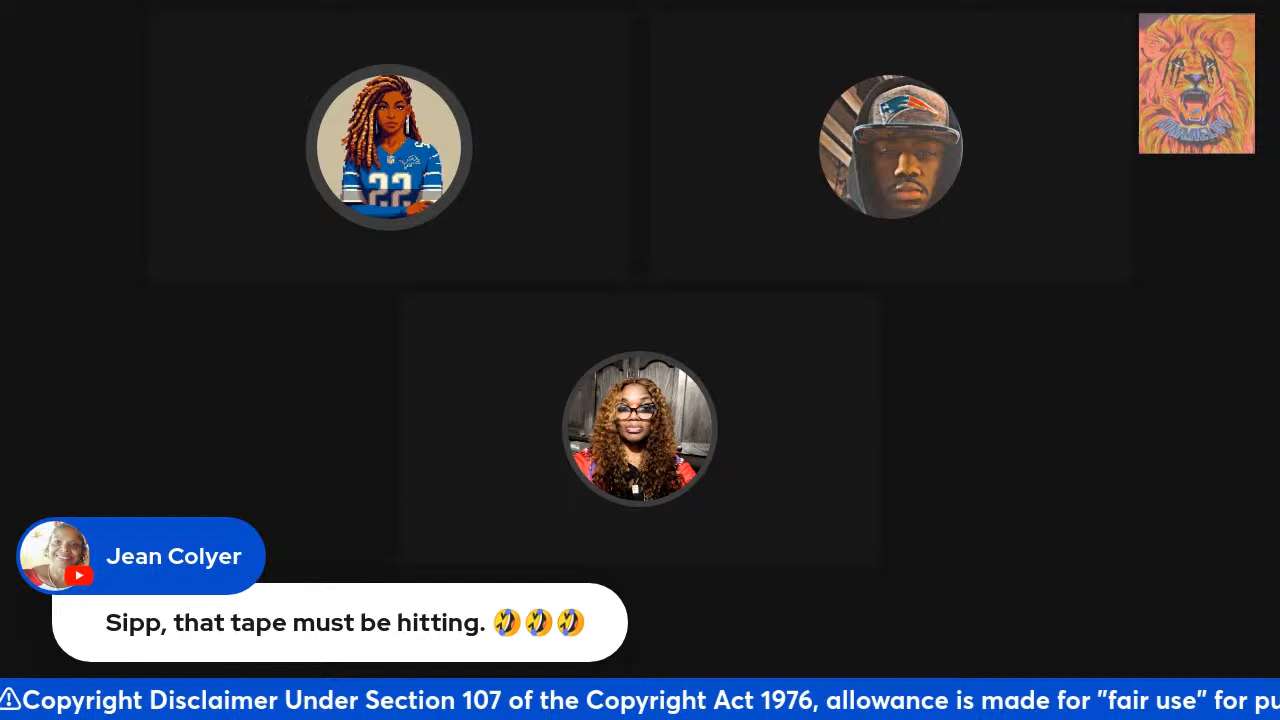 22
Jean Colyer
Sipp, that tape must be hitting. 🤣🤣🤣
⚠Copyright Disclaimer Under Section 107 of the Copyright Act 1976, allowance is made for "fair use" for pu